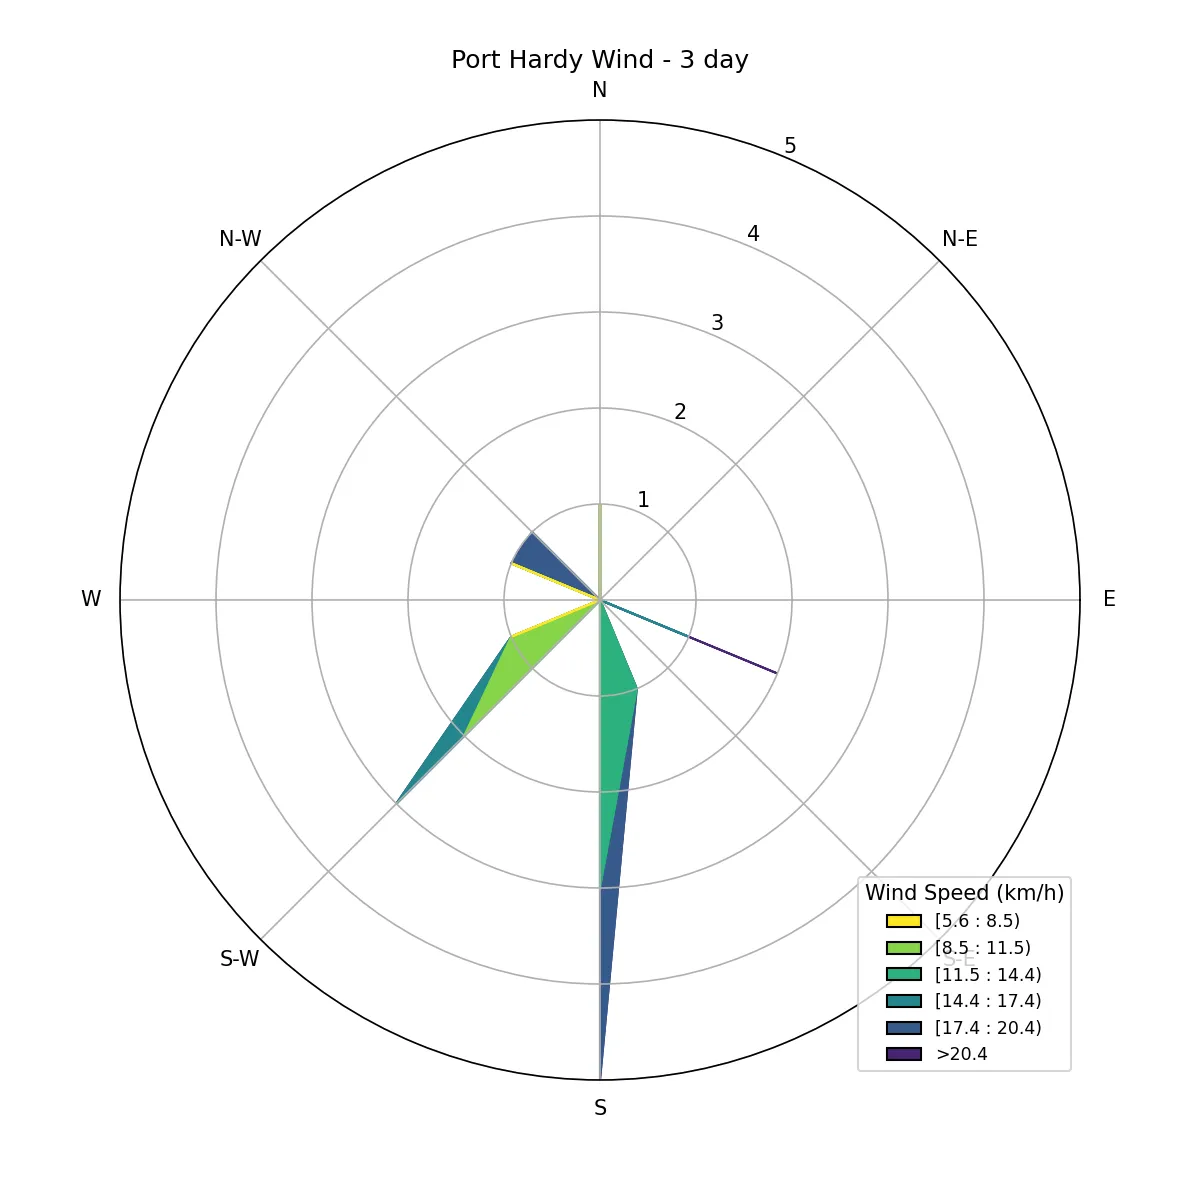 Port Hardy Wind - 3 day
N
5
N-W
N-E
4
3
2
1
W
E
S-W
S-E
S
Wind Speed (km/h)
[5.6 : 8.5)
[8.5 : 11.5)
[11.5 : 14.4)
[14.4 : 17.4)
[17.4 : 20.4)
>20.4